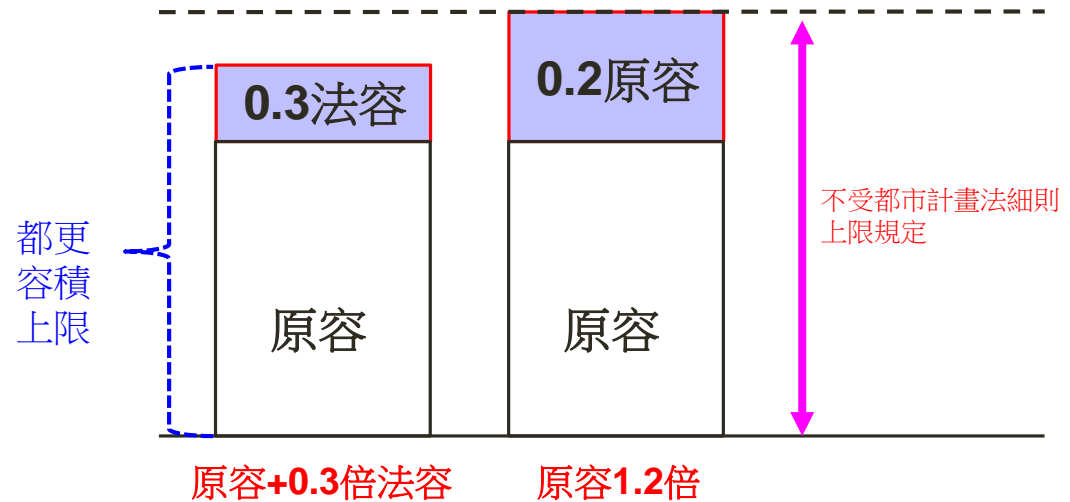 0.3法容
0.2原容
都更
容積
上限
原容
原容
不受都市計畫法細則
上限規定
原容+0.3倍法容
原容1.2倍